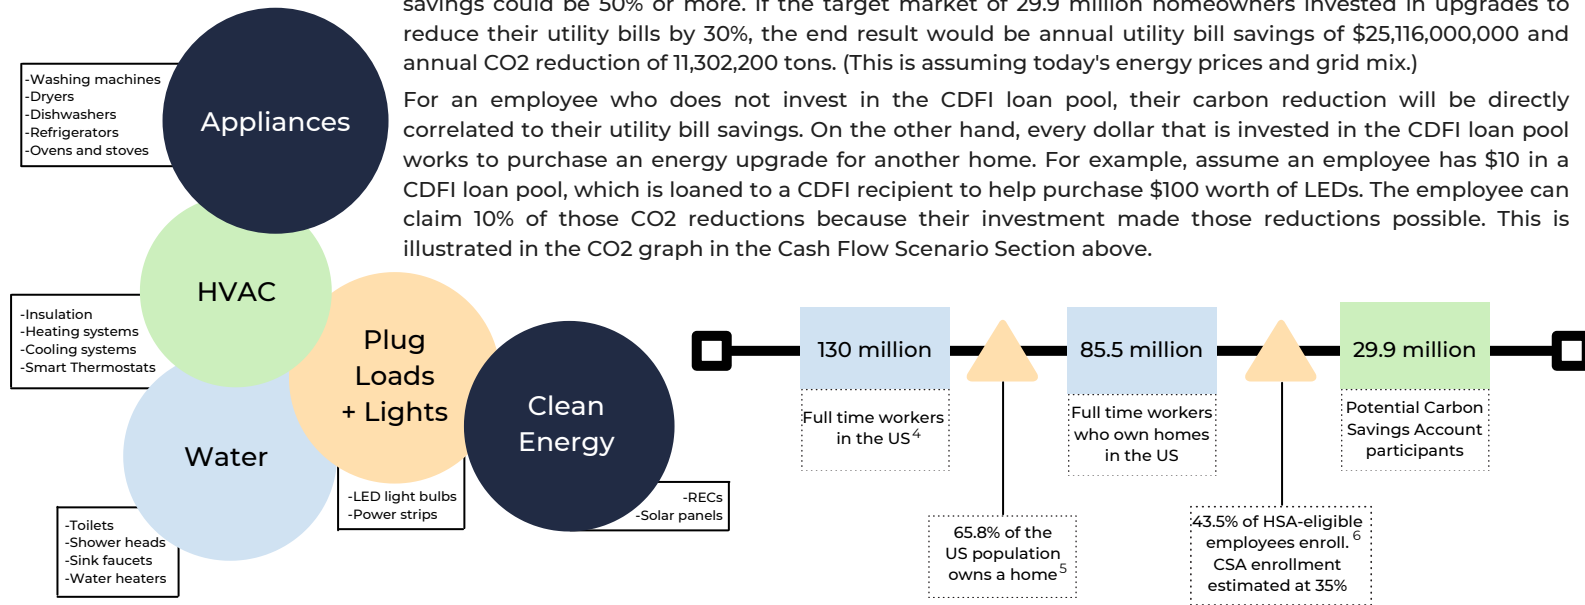 savings could be 50% or more. If the target market of 29.9 million homeowners invested in upgrades to
reduce their utility bills by 30%, the end result would be annual utility bill savings of $25,116,000,000 and
annual CO2 reduction of 11,302,200 tons. (This is assuming today's energy prices and grid mix.)
For an employee who does not invest in the CDFI loan pool, their carbon reduction will be directly
correlated to their utility bill savings. On the other hand, every dollar that is invested in the CDFI loan pool
works to purchase an energy upgrade for another home. For example, assume an employee has $10 in a
CDFI loan pool, which is loaned to a CDFI recipient to help purchase $100 worth of LEDs. The employee can
claim 10% of those CO2 reductions because their investment made those reductions possible. This is
illustrated in the CO2 graph in the Cash Flow Scenario Section above.
-Washing machines
-Dryers
-Dishwashers
-Refrigerators
-Ovens and stoves
Appliances
-Insulation
-Heating systems
-Cooling systems
-Smart Thermostats
HVAC
Plug
Loads
+ Lights
-LED light bulbs
-Power strips
Clean
Energy
-RECs
-Solar panels
Water
-Toilets
-Shower heads
-Sink faucets
-Water heaters
130 million
Full time workers
in the US4
65.8% of the
US population
owns a home5
85.5 million
Full time workers
who own homes
in the US
43.5% of HSA-eligible
employees enroll.6
CSA enrollment
estimated at 35%
29.9 million
Potential Carbon
Savings Account
participants